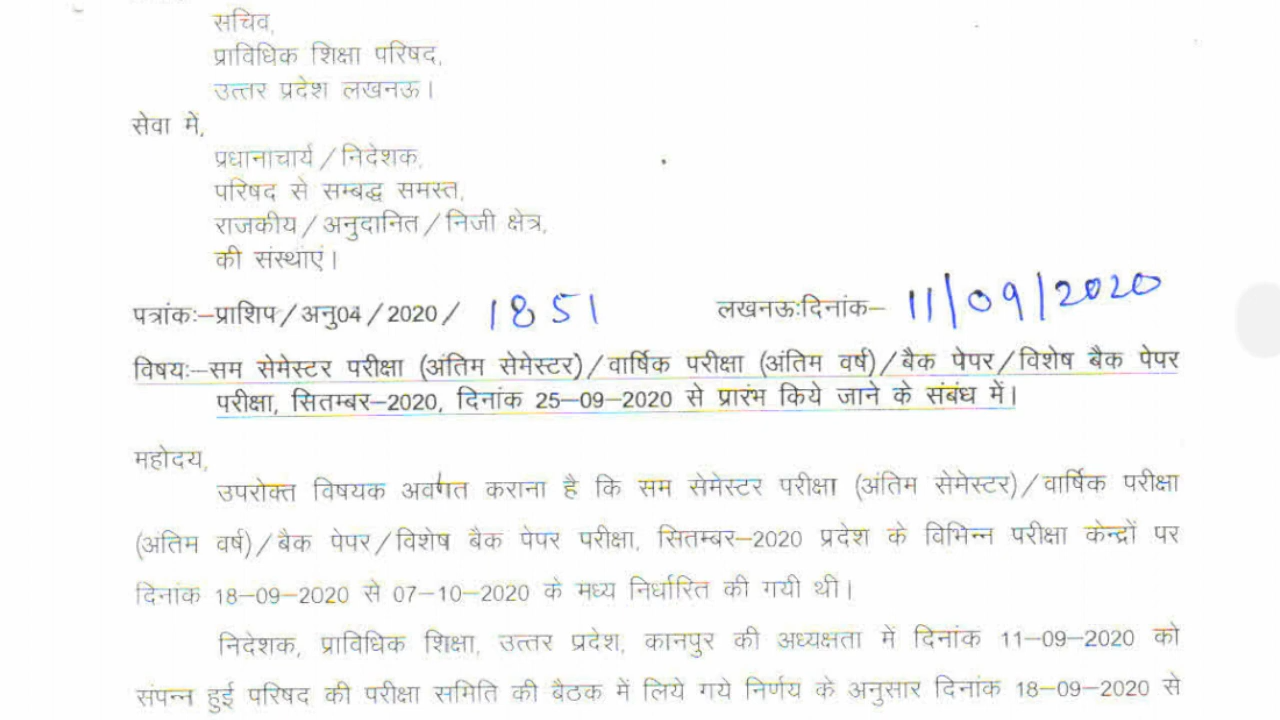 सचिव,
प्राविधिक शिक्षा परिषद,
उत्तर प्रदेश लखनऊ।
सेवा में,
प्रधानाचार्य / निदेशक,
परिषद से सम्बद्ध समस्त,
राजकीय / अनुदानित / निजी क्षेत्र,
की संस्थाएं।
पत्रांकः–प्राशिप / अनु04 / 2020 / 1851 लखनऊःदिनांक– 11/09/2020
विषयः–सम सेमेस्टर परीक्षा (अंतिम सेमेस्टर) / वार्षिक परीक्षा (अंतिम वर्ष) / बैक पेपर / विशेष बैक पेपर
परीक्षा, सितम्बर–2020, दिनांक 25–09–2020 से प्रारंभ किये जाने के संबंध में।
महोदय,
उपरोक्त विषयक अवगत कराना है कि सम सेमेस्टर परीक्षा (अंतिम सेमेस्टर) / वार्षिक परीक्षा
(अंतिम वर्ष) / बैक पेपर / विशेष बैक पेपर परीक्षा, सितम्बर–2020 प्रदेश के विभिन्न परीक्षा केन्द्रों पर
दिनांक 18–09–2020 से 07–10–2020 के मध्य निर्धारित की गयी थी।
निदेशक, प्राविधिक शिक्षा, उत्तर प्रदेश, कानपुर की अध्यक्षता में दिनांक 11–09–2020 को
संपन्न हुई परिषद की परीक्षा समिति की बैठक में लिये गये निर्णय के अनुसार दिनांक 18–09–2020 से